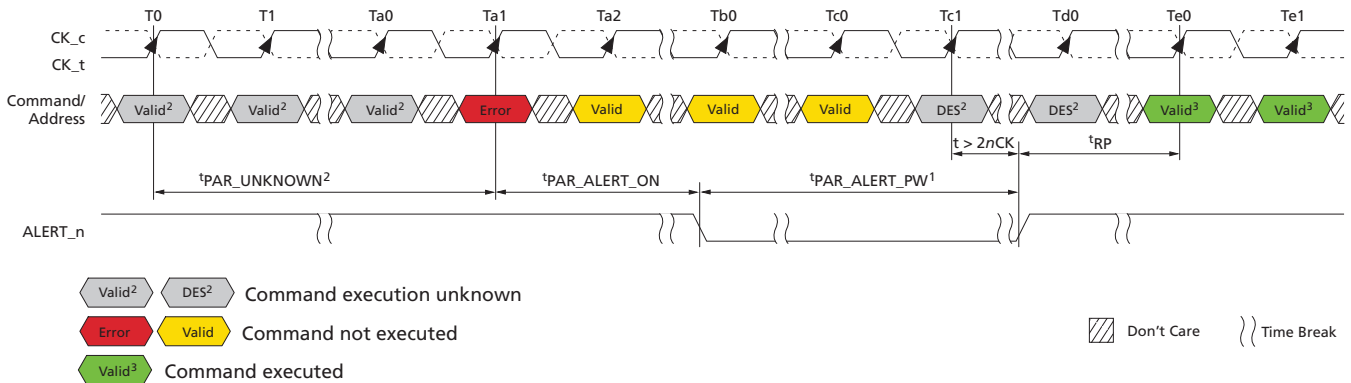 T0 T1 Ta0 Ta1 Ta2 Tb0 Tc0 Tc1 Td0 Te0 Te1
CK_c
CK_t
Command/
Address
Valid² Valid² Valid² Error Valid Valid Valid DES² DES² Valid³ Valid³
t > 2nCK tRP
tPAR_UNKNOWN² tPAR_ALERT_ON tPAR_ALERT_PW¹
ALERT_n
Valid² DES² Command execution unknown
Error Valid Command not executed
Don't Care Time Break
Valid³ Command executed